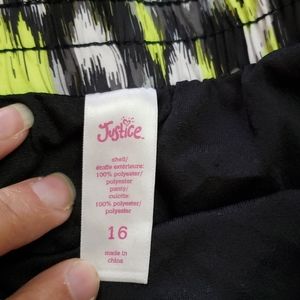 Justice
shell/
étoffe extérieure:
100% polyester/
polyester
panty/
culotte:
100% polyester/
polyester
16
made in
china